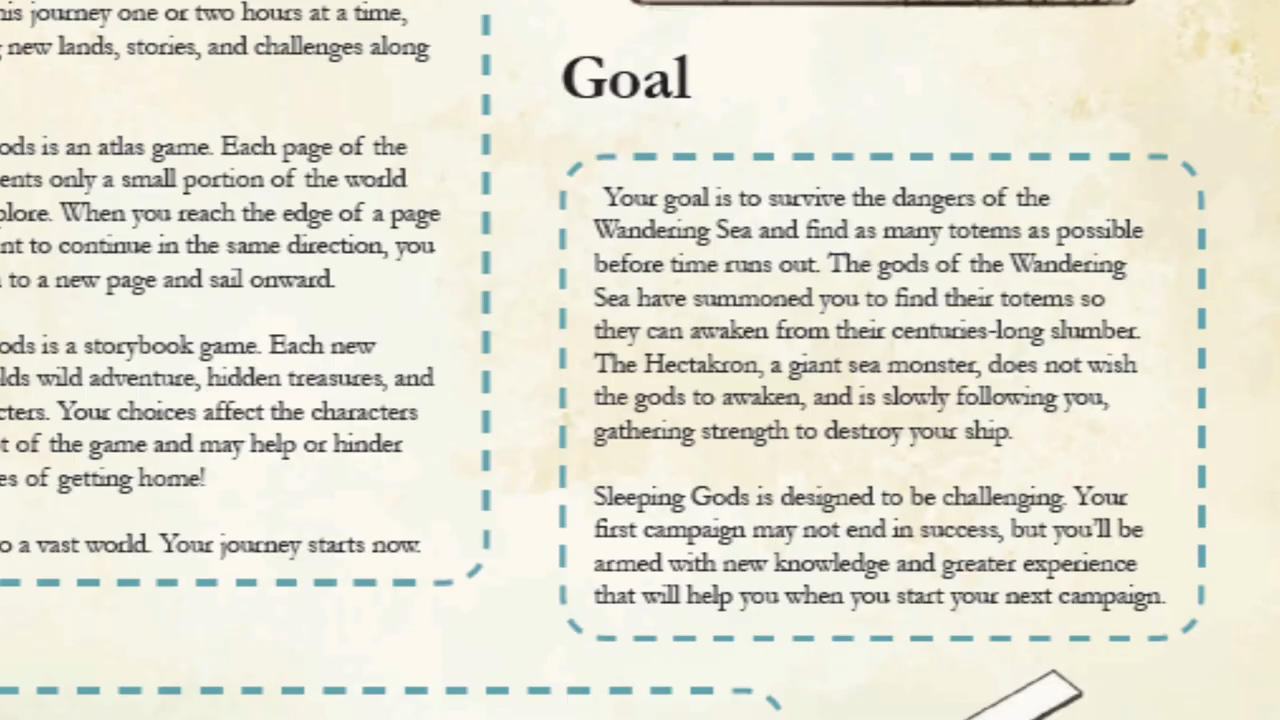 his journey one or two hours at a time,
new lands, stories, and challenges along
ods is an atlas game. Each page of the
ents only a small portion of the world
plore. When you reach the edge of a page
nt to continue in the same direction, you
to a new page and sail onward.
ods is a storybook game. Each new
lds wild adventure, hidden treasures, and
cters. Your choices affect the characters
t of the game and may help or hinder
es of getting home!
o a vast world. Your journey starts now.
Goal
Your goal is to survive the dangers of the
Wandering Sea and find as many totems as possible
before time runs out. The gods of the Wandering
Sea have summoned you to find their totems so
they can awaken from their centuries-long slumber.
The Hectakron, a giant sea monster, does not wish
the gods to awaken, and is slowly following you,
gathering strength to destroy your ship.
Sleeping Gods is designed to be challenging. Your
first campaign may not end in success, but you'll be
armed with new knowledge and greater experience
that will help you when you start your next campaign.